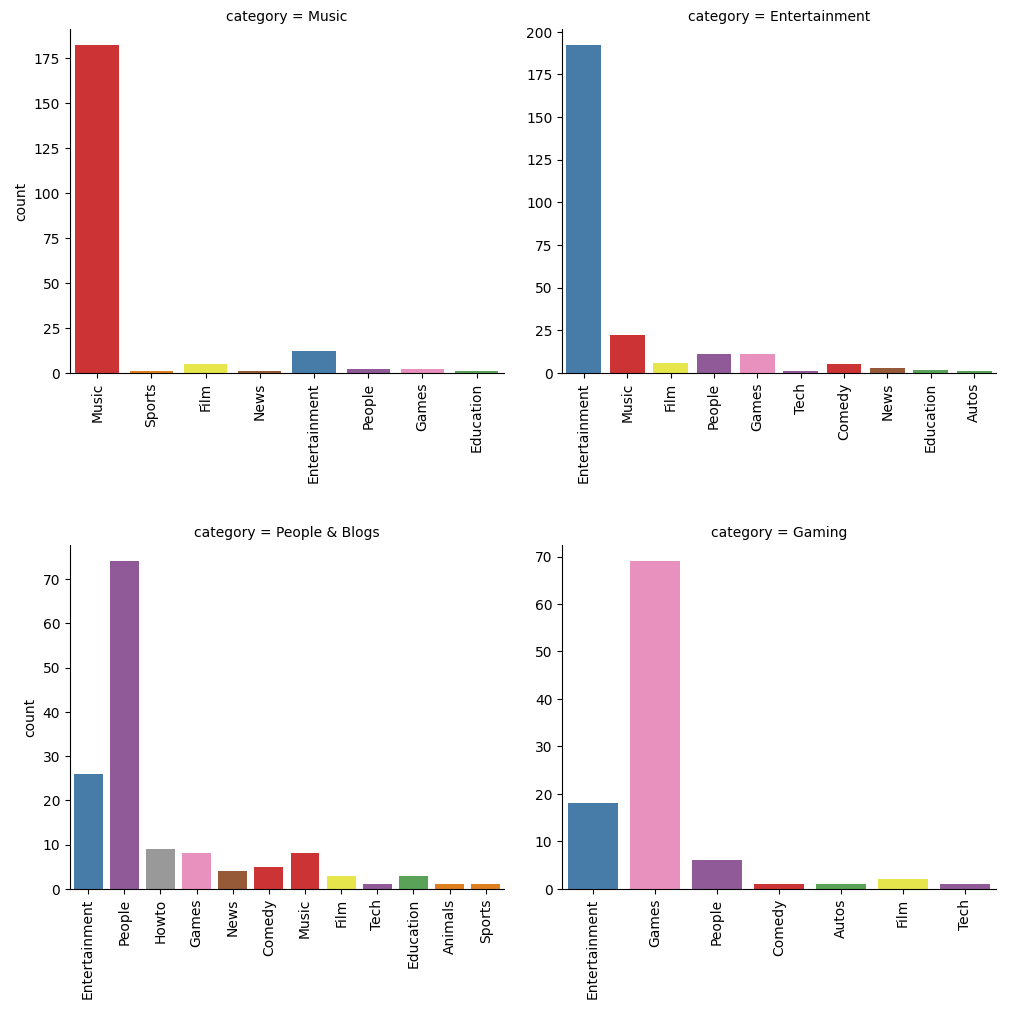 category = Music
175
150
125
100
75
50
25
0
count
Music
Sports
Film
News
Entertainment
People
Games
Education
category = Entertainment
200
175
150
125
100
75
50
25
0
Entertainment
Music
Film
People
Games
Tech
Comedy
News
Education
Autos
category = People & Blogs
70
60
50
40
30
20
10
0
count
Entertainment
People
Howto
Games
News
Comedy
Music
Film
Tech
Education
Animals
Sports
category = Gaming
70
60
50
40
30
20
10
0
Entertainment
Games
People
Comedy
Autos
Film
Tech